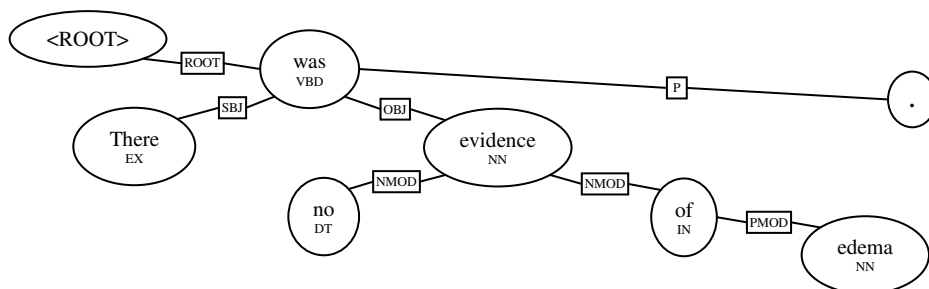 <ROOT>
ROOT
was
VBD
P
.
SBJ
OBJ
There
EX
evidence
NN
NMOD
NMOD
no
DT
of
IN
PMOD
edema
NN